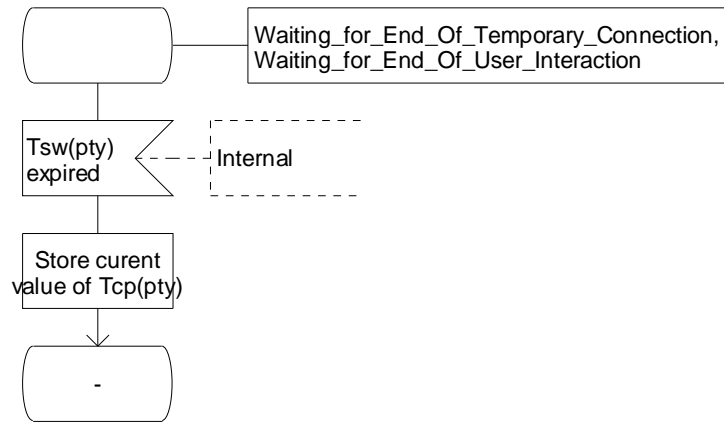 Waiting_for_End_Of_Temporary_Connection,
Waiting_for_End_Of_User_Interaction
Tsw(pty)
expired
Internal
Store curent
value of Tcp(pty)
-